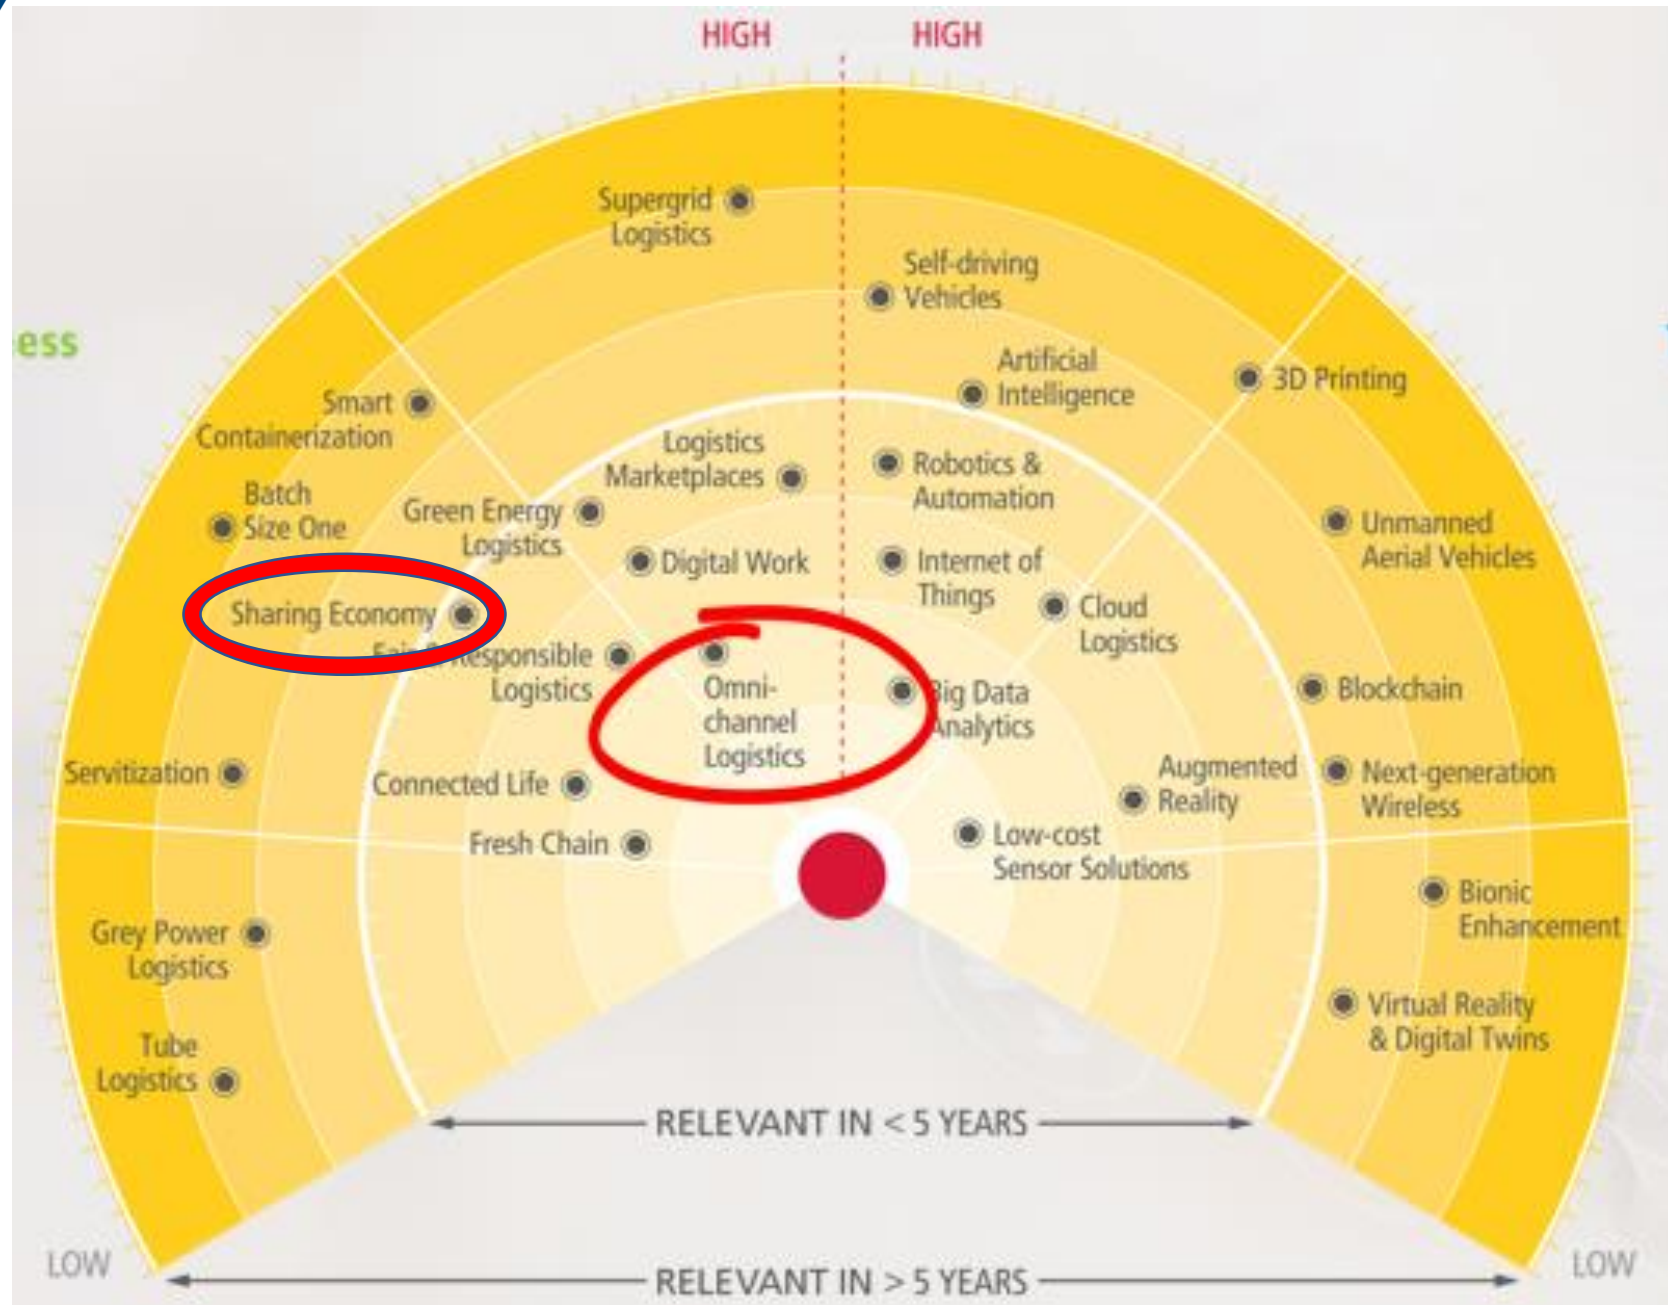 HIGH
HIGH
Supergrid
Logistics
Self-driving
Vehicles
ess
Artificial
Intelligence
3D Printing
Smart
Containerization
Logistics
Marketplaces
Robotics &
Automation
Batch
Size One
Green Energy
Logistics
Unmanned
Aerial Vehicles
Digital Work
Internet of
Things
Sharing Economy
Cloud
Logistics
Responsible
Logistics
Omni-
channel
Logistics
Big Data
Analytics
Blockchain
Servitization
Connected Life
Augmented
Reality
Next-generation
Wireless
Fresh Chain
Low-cost
Sensor Solutions
Bionic
Enhancement
Grey Power
Logistics
Virtual Reality
& Digital Twins
Tube
Logistics
RELEVANT IN < 5 YEARS
LOW
LOW
RELEVANT IN > 5 YEARS